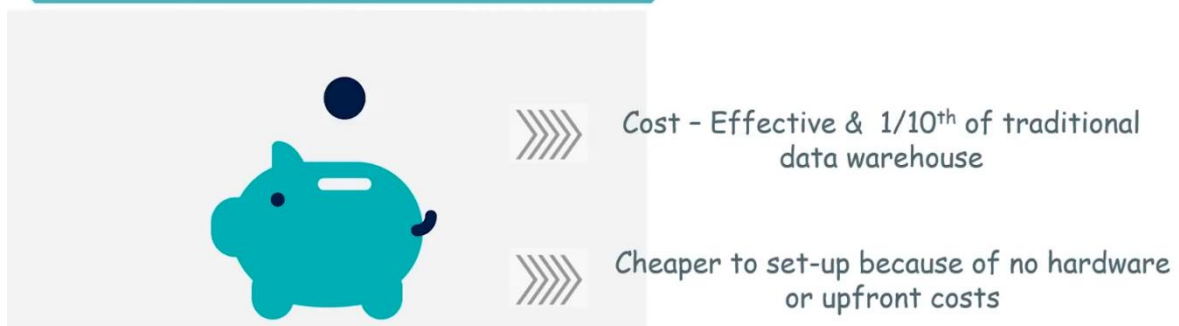 Cost – Effective & 1/10th of traditional
data warehouse
Cheaper to set-up because of no hardware
or upfront costs